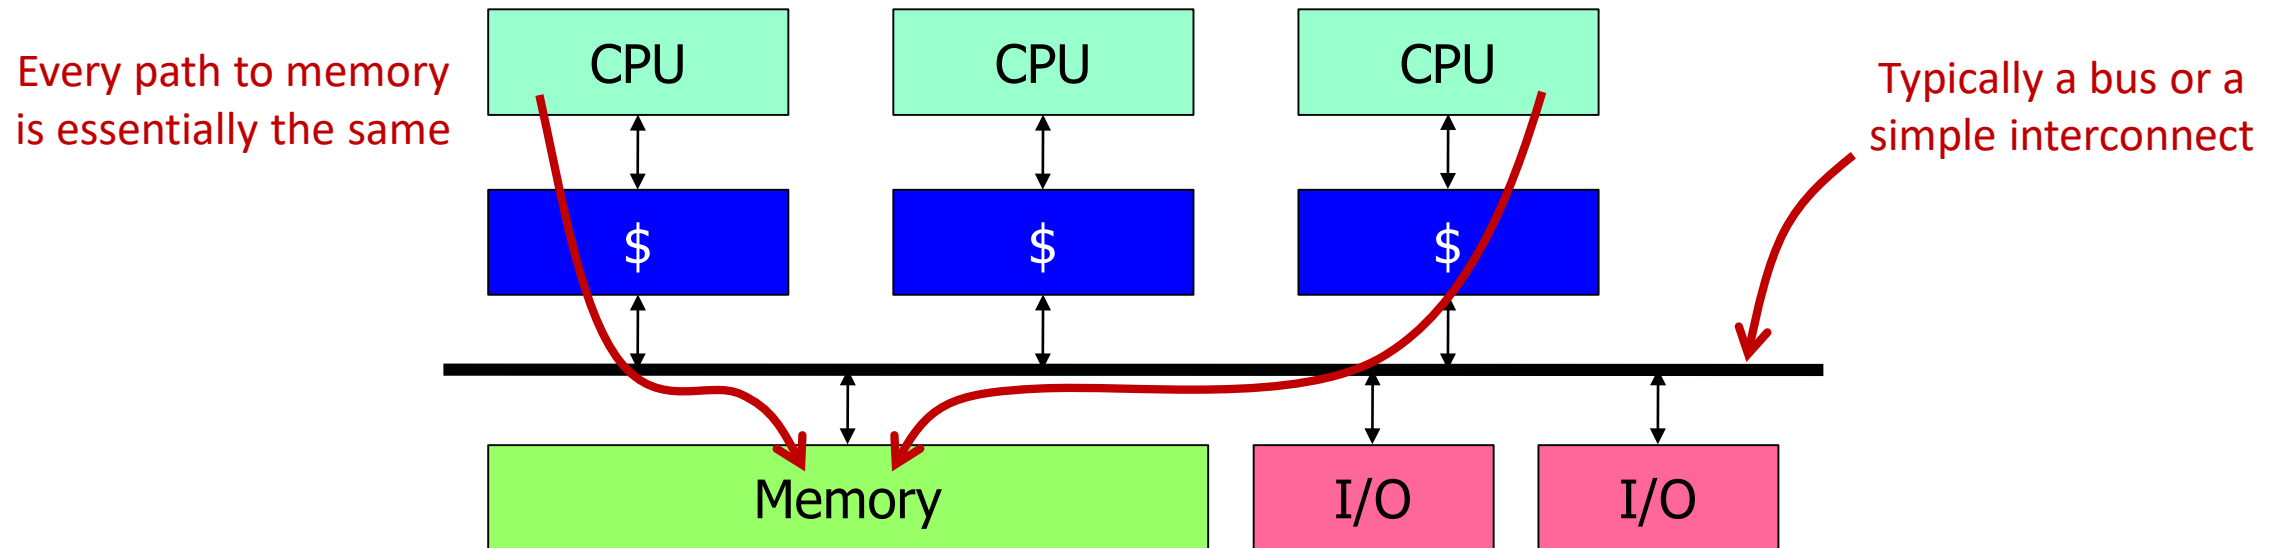 Every path to memory
is essentially the same
CPU
CPU
CPU
Typically a bus or a
simple interconnect
$
$
$
Memory
I/O
I/O